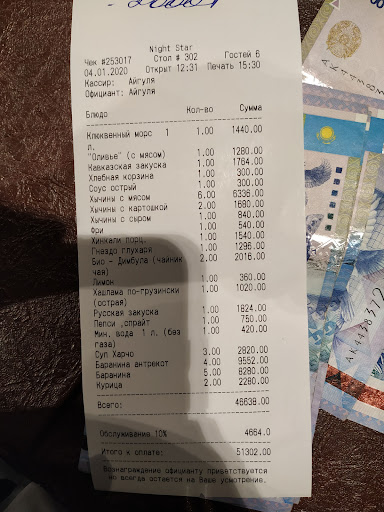 Night Star
Чек #253017 Стол # 302 Гостей 6
04.01.2020 Открыт 12:31 Печать 15:30
Кассир: Айгуля
Официант: Айгуля
Блюдо Кол-во Сумма
Клюквенный морс 1 л. 1.00 1440.00
"Оливье" (с мясом) 1.00 1280.00
Кавказская закуска 1.00 1764.00
Хлебная корзина 1.00 300.00
Соус острый 1.00 300.00
Хычины с мясом 6.00 6336.00
Хычины с картошкой 2.00 1680.00
Хычины с сыром 1.00 840.00
Фри 1.00 540.00
Хинкали порц. 1.00 1540.00
Гнездо глухаря 1.00 1296.00
Био - Димбула (чайник чая) 2.00 2016.00
Лимон 1.00 360.00
Хашлама по-грузински (острая) 1.00 1020.00
Русская закуска 1.00 1824.00
Пепси ,спрайт 1.00 750.00
Мин. вода 1 л. (без газа) 1.00 420.00
Суп Харчо 3.00 2820.00
Баранина антрекот 4.00 9552.00
Баранина 5.00 8280.00
Курица 2.00 2280.00
Всего: 46638.00
Обслуживание 10% 4664.0
Итого к оплате: 51302.00
Вознаграждение официанту приветствуется
но всегда остается на Ваше усмотрение.